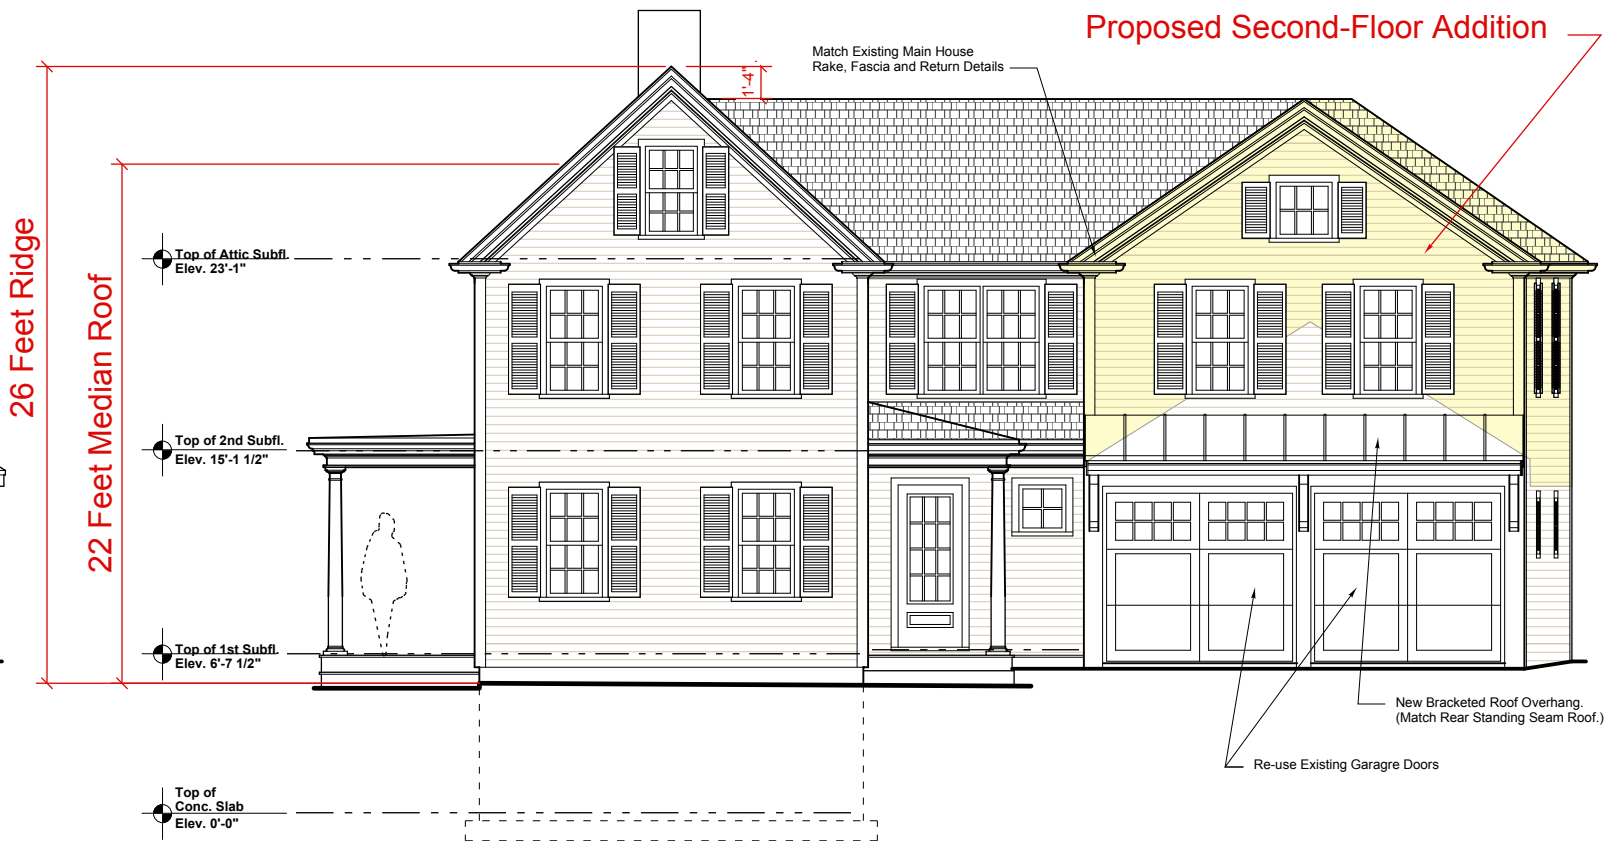 Proposed Second-Floor Addition
Match Existing Main House
Rake, Fascia and Return Details
1'-4"
26 Feet Ridge
22 Feet Median Roof
Top of Attic Subfl.
Elev. 23'-1"
Top of 2nd Subfl.
Elev. 15'-1 1/2"
Top of 1st Subfl.
Elev. 6'-7 1/2"
New Bracketed Roof Overhang.
(Match Rear Standing Seam Roof.)
Re-use Existing Garagre Doors
Top of
Conc. Slab
Elev. 0'-0"